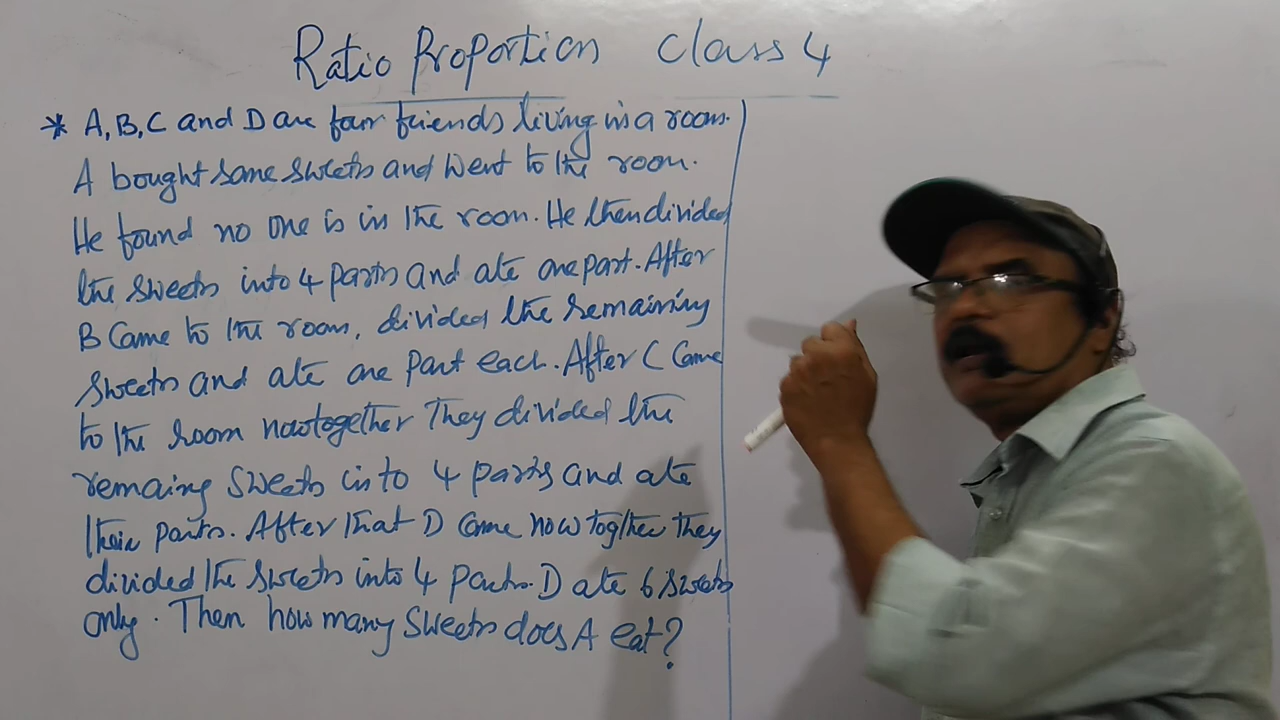 Ratio Proportion Class 4
* A, B, C and D are four friends living in a room.
A bought some sweets and went to the room.
He found no one is in the room. He then divided
the sweets into 4 parts and ate one part. After
B Came to the room, divided the remaining
sweets and ate one part each. After C Came
to the room now together They divided the
remaing sweets into 4 parts and ate
their parts. After that D Came now togther they
divided the sweets into 4 parts. D ate 6 sweets
only. Then how many sweets does A eat?